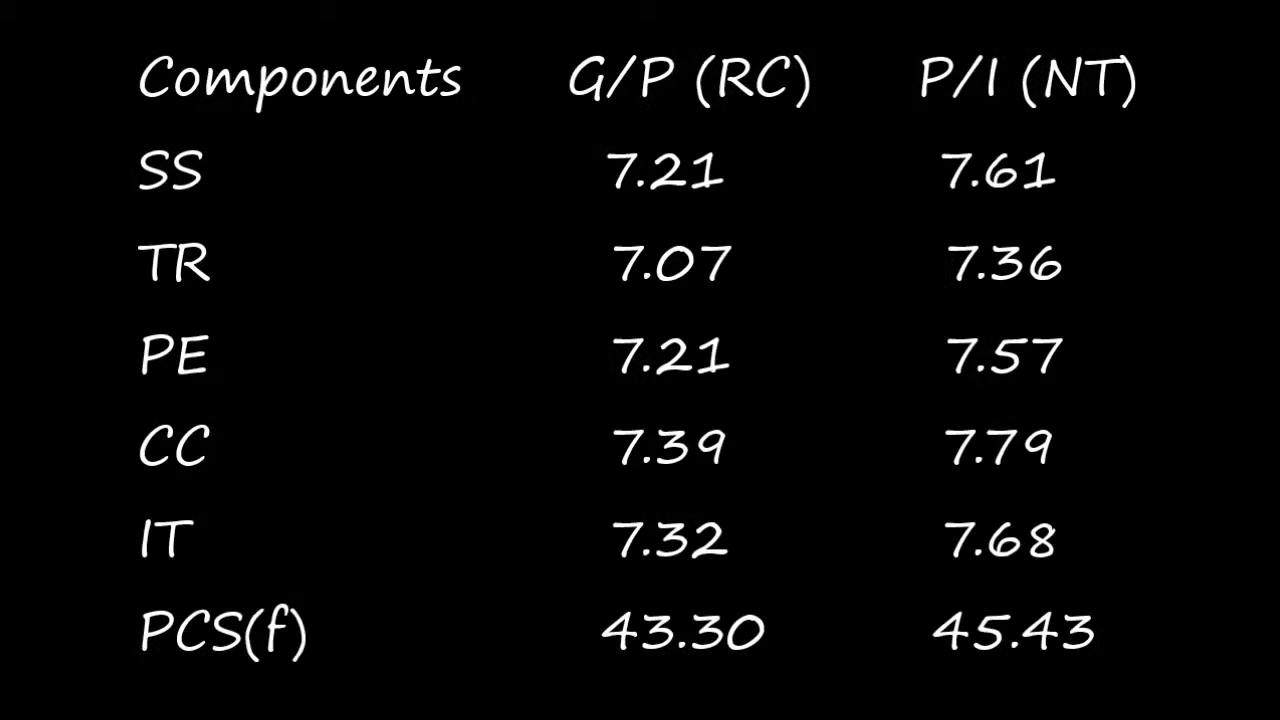 Components G/P (RC) P/I (NT)
SS 7.21 7.61
TR 7.07 7.36
PE 7.21 7.57
CC 7.39 7.79
IT 7.32 7.68
PCS(f) 43.30 45.43